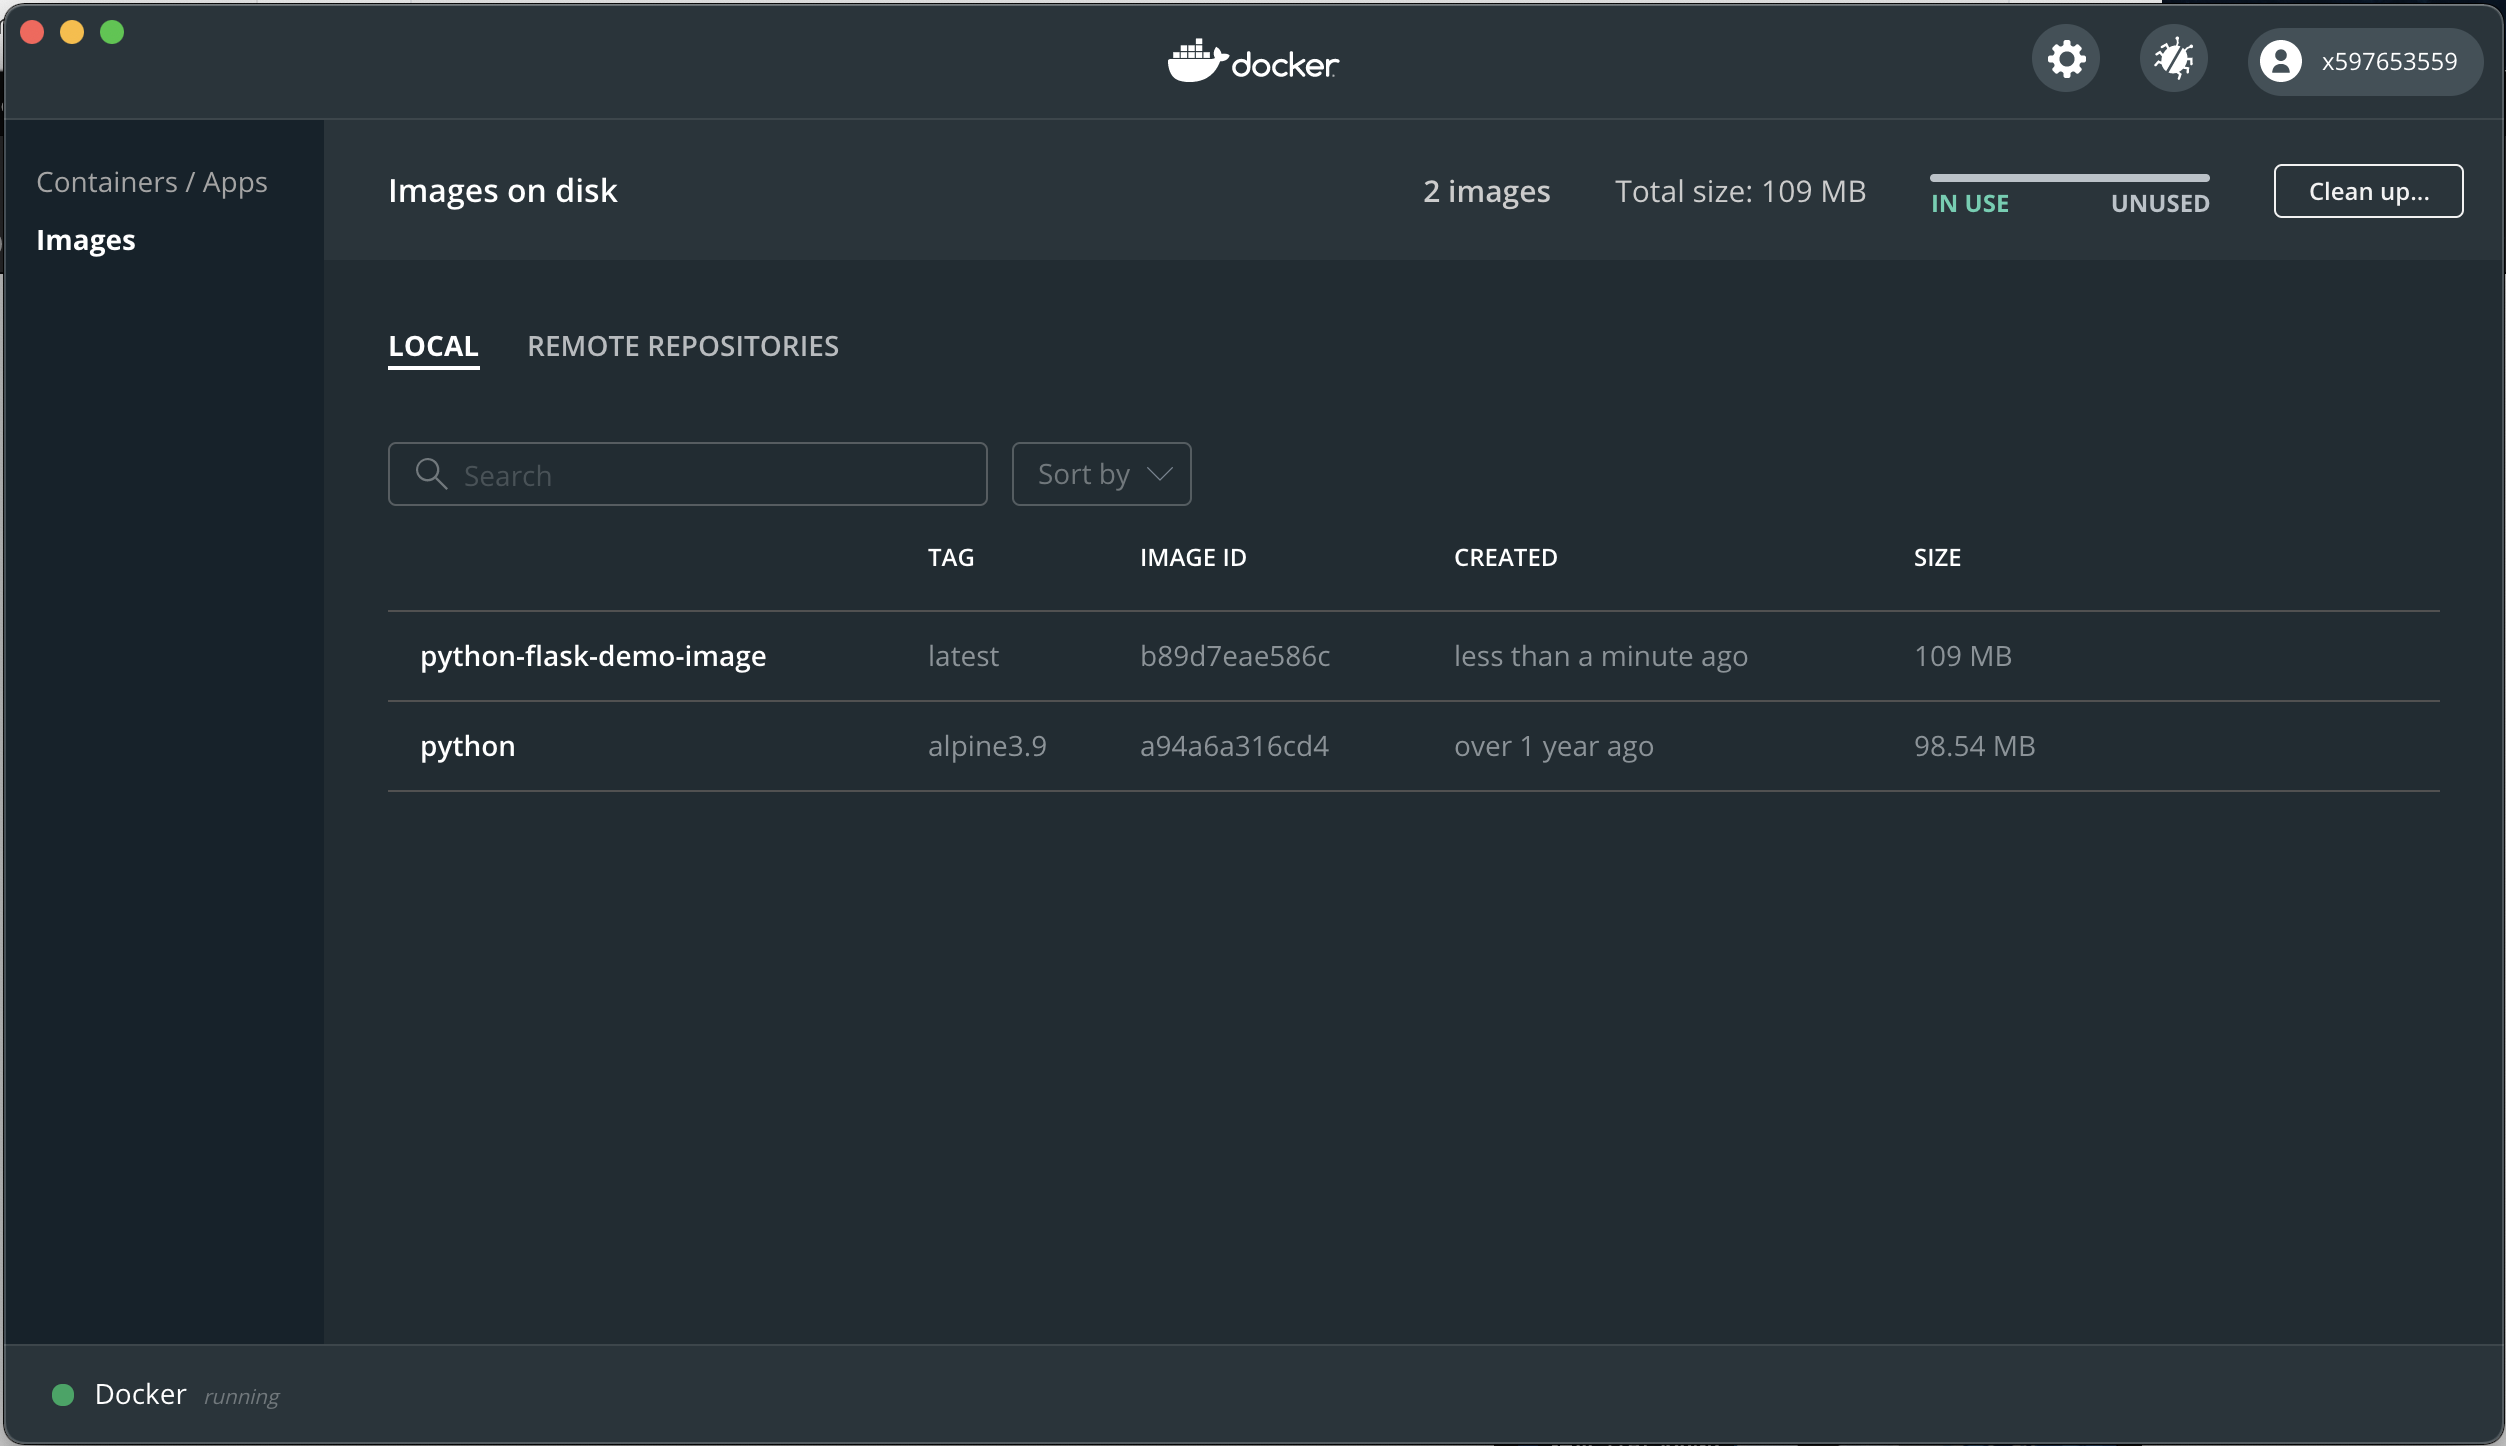 docker
x597653559
Containers / Apps
Images
Images on disk
2 images
Total size: 109 MB
IN USE
UNUSED
Clean up...
LOCAL
REMOTE REPOSITORIES
Search
Sort by
TAG IMAGE ID CREATED SIZE
python-flask-demo-image latest b89d7eae586c less than a minute ago 109 MB
python alpine3.9 a94a6a316cd4 over 1 year ago 98.54 MB
Docker running